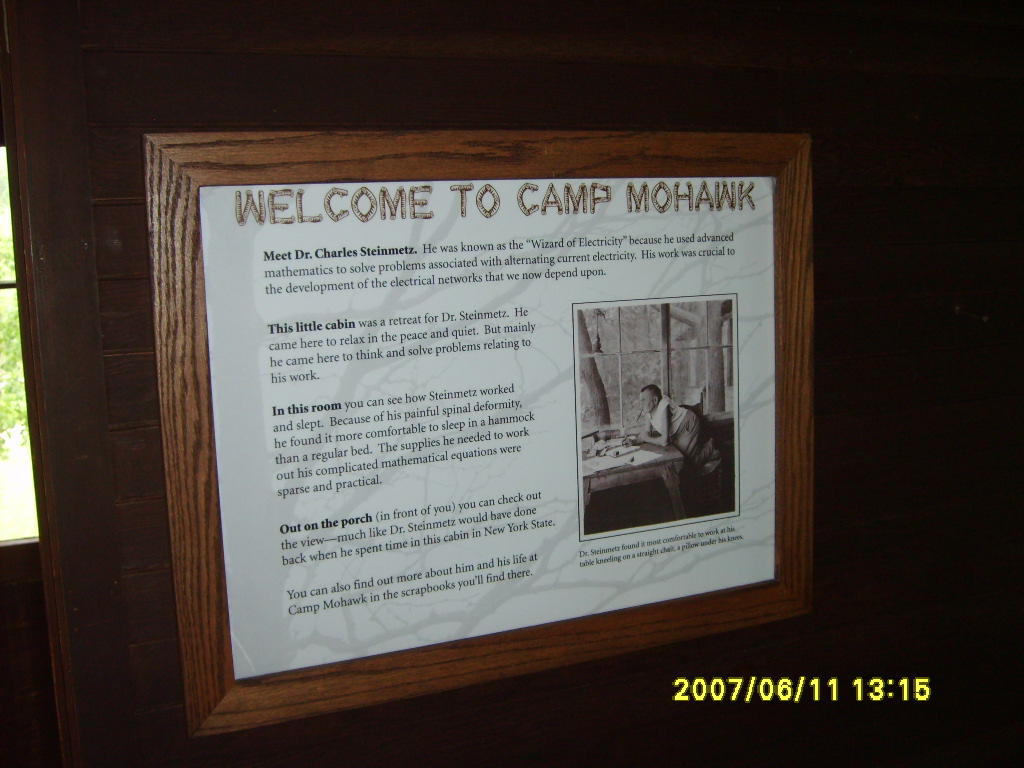 WELCOME TO CAMP MOHAWK
Meet Dr. Charles Steinmetz. He was known as the "Wizard of Electricity" because he used advanced
mathematics to solve problems associated with alternating current electricity. His work was crucial to
the development of the electrical networks that we now depend upon.
This little cabin was a retreat for Dr. Steinmetz. He
came here to relax in the peace and quiet. But mainly
he came here to think and solve problems relating to
his work.
In this room you can see how Steinmetz worked
and slept. Because of his painful spinal deformity,
he found it more comfortable to sleep in a hammock
than a regular bed. The supplies he needed to work
out his complicated mathematical equations were
sparse and practical.
Out on the porch (in front of you) you can check out
the view—much like Dr. Steinmetz would have done
back when he spent time in this cabin in New York State.
You can also find out more about him and his life at
Camp Mohawk in the scrapbooks you'll find there.
Dr. Steinmetz found it most comfortable to work at his
table kneeling on a straight chair, a pillow under his knees.
2007/06/11 13:15